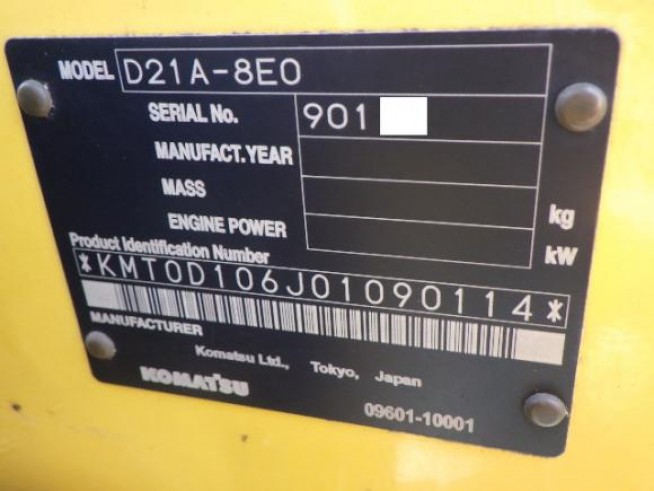 MODEL D21A-8E0
SERIAL No. 901
MANUFACT. YEAR
MASS kg
ENGINE POWER kW
Product Identification Number
*KMT0D106J01090114*
MANUFACTURER
Komatsu Ltd., Tokyo, Japan
KOMATSU
09601-10001